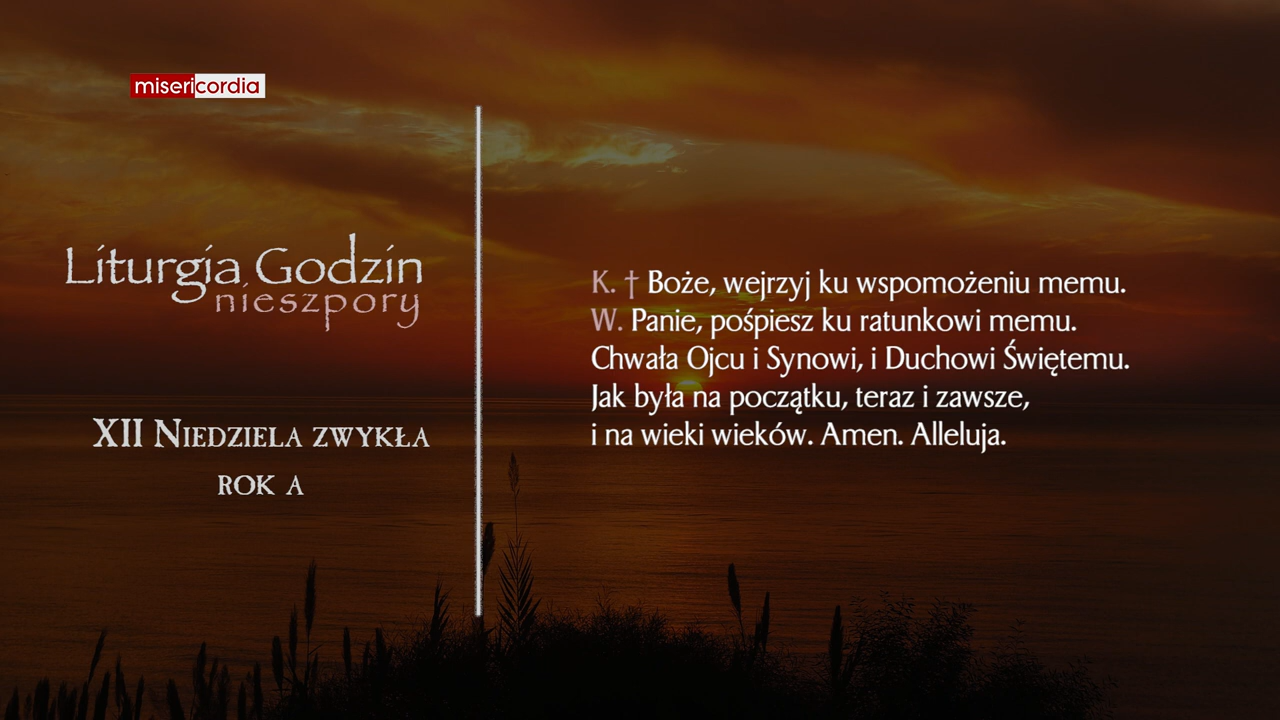 misericordia
Liturgia Godzin
nieszpory
XII Niedziela zwykła
rok a
K. † Boże, wejrzyj ku wspomożeniu memu.
W. Panie, pośpiesz ku ratunkowi memu.
Chwała Ojcu i Synowi, i Duchowi Świętemu.
Jak była na początku, teraz i zawsze,
i na wieki wieków. Amen. Alleluja.